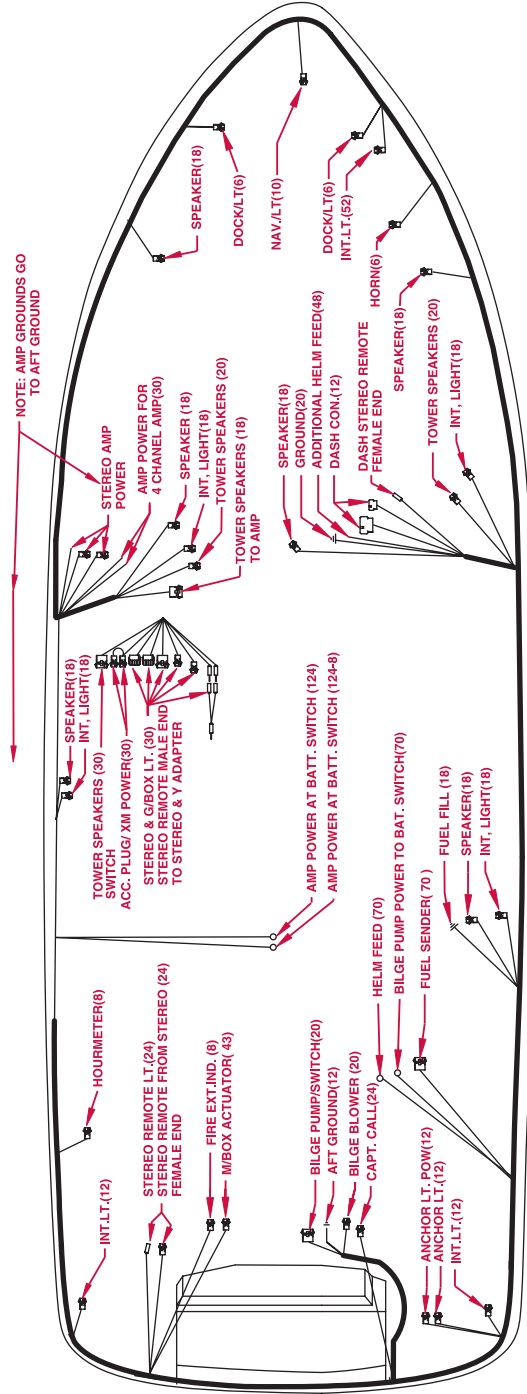 NOTE: AMP GROUNDS GO
TO AFT GROUND
STEREO AMP
POWER
AMP POWER FOR
4 CHANEL AMP(30)
SPEAKER (18)
INT, LIGHT(18)
TOWER SPEAKERS (20)
TOWER SPEAKERS (18)
TO AMP
SPEAKER(18)
DOCK/LT(6)
NAV./LT(10)
DOCK/LT(6)
INT.LT.(52)
HORN(6)
SPEAKER(18)
TOWER SPEAKERS (20)
INT, LIGHT(18)
SPEAKER(18)
GROUND(20)
ADDITIONAL HELM FEED(48)
DASH CON.(12)
DASH STEREO REMOTE
FEMALE END
SPEAKER(18)
INT, LIGHT(18)
TOWER SPEAKERS (30)
SWITCH
ACC. PLUG/ XM POWER(30)
STEREO & G/BOX LT. (30)
STEREO REMOTE MALE END
TO STEREO & Y ADAPTER
AMP POWER AT BATT. SWITCH (124)
AMP POWER AT BATT. SWITCH (124-8)
HELM FEED (70)
BILGE PUMP POWER TO BAT. SWITCH(70)
FUEL SENDER( 70 )
FUEL FILL (18)
SPEAKER(18)
INT, LIGHT(18)
HOURMETER(8)
INT.LT.(12)
STEREO REMOTE LT.(24)
STEREO REMOTE FROM STEREO (24)
FEMALE END
FIRE EXT.IND. (8)
M/BOX ACTUATOR( 43)
BILGE PUMP/SWITCH(20)
AFT GROUND(12)
BILGE BLOWER (20)
CAPT. CALL(24)
ANCHOR LT. POW(12)
ANCHOR LT.(12)
INT.LT.(12)